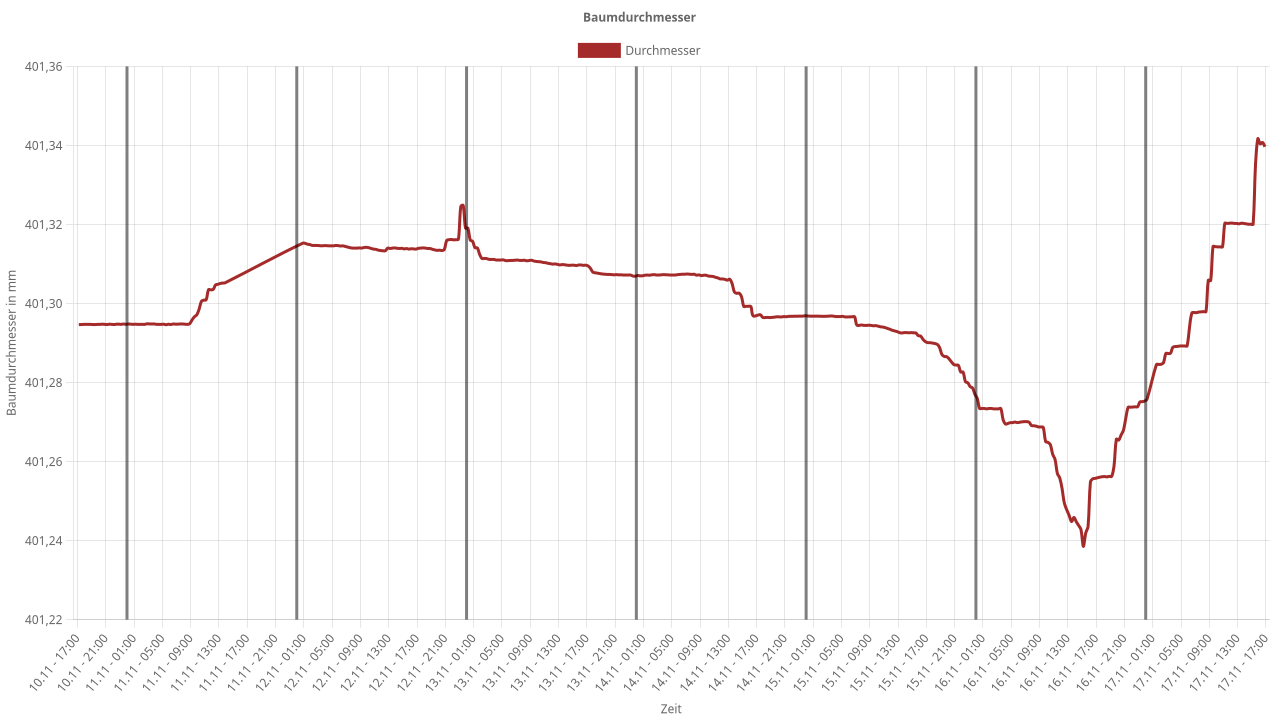 Baumdurchmesser
Durchmesser
401,36
401,34
401,32
401,30
401,28
401,26
401,24
401,22
Baumdurchmesser in mm
10.11 - 17:00
10.11 - 21:00
11.11 - 01:00
11.11 - 05:00
11.11 - 09:00
11.11 - 13:00
11.11 - 17:00
11.11 - 21:00
12.11 - 01:00
12.11 - 05:00
12.11 - 09:00
12.11 - 13:00
12.11 - 17:00
12.11 - 21:00
13.11 - 01:00
13.11 - 05:00
13.11 - 09:00
13.11 - 13:00
13.11 - 17:00
13.11 - 21:00
14.11 - 01:00
14.11 - 05:00
14.11 - 09:00
14.11 - 13:00
14.11 - 17:00
14.11 - 21:00
15.11 - 01:00
15.11 - 05:00
15.11 - 09:00
15.11 - 13:00
15.11 - 17:00
15.11 - 21:00
16.11 - 01:00
16.11 - 05:00
16.11 - 09:00
16.11 - 13:00
16.11 - 17:00
16.11 - 21:00
17.11 - 01:00
17.11 - 05:00
17.11 - 09:00
17.11 - 13:00
17.11 - 17:00
Zeit